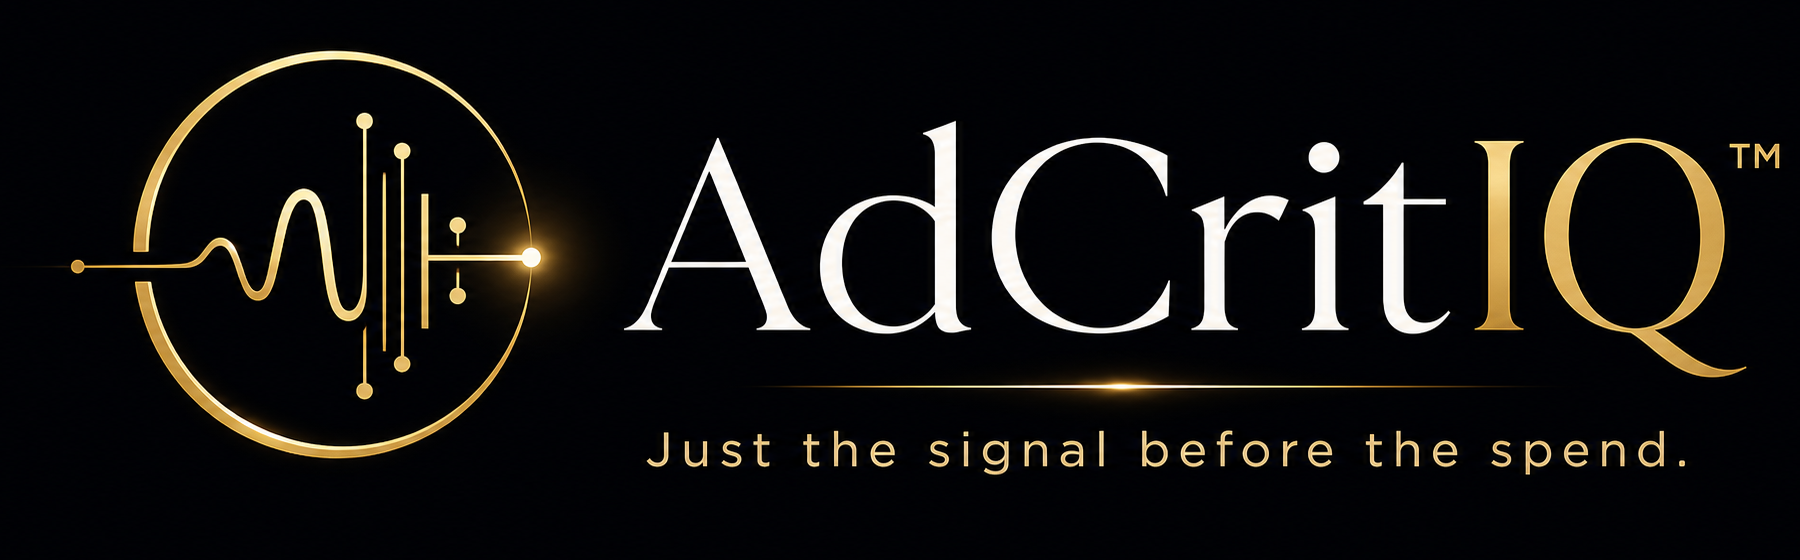 AdCritIQ™
Just the signal before the spend.